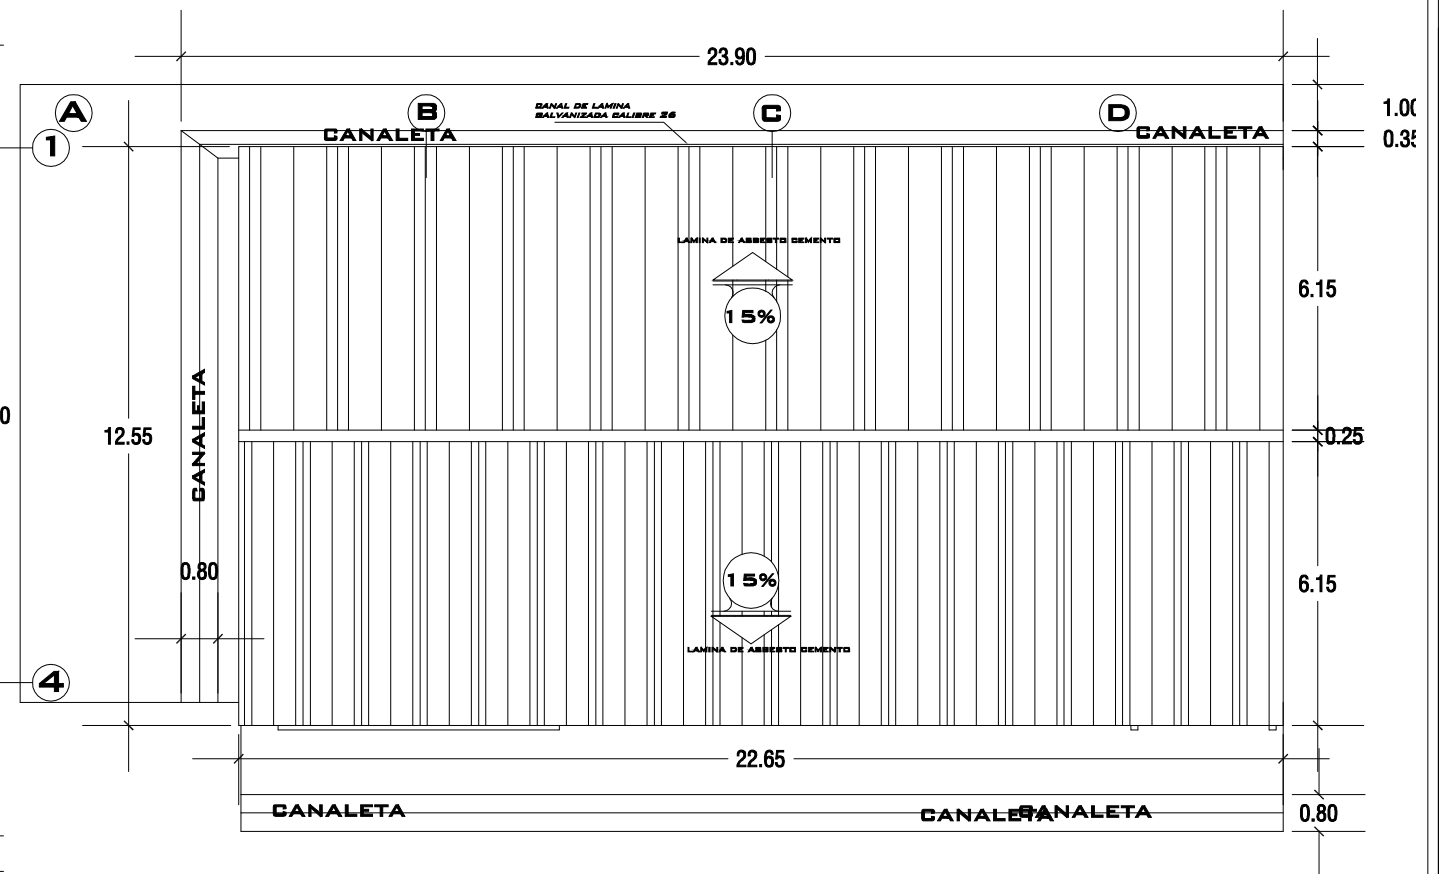 23.90
A
B
CANAL DE LAMINA
GALVANIZADA CALIBRE 26
C
D
1.00
CANALETA
CANALETA
0.35
1
LAMINA DE ASBESTO CEMENTO
15%
6.15
CANALETA
12.55
0.25
0.80
15%
6.15
LAMINA DE ASBESTO CEMENTO
4
22.65
CANALETA
CANALETA
CANALETA
0.80